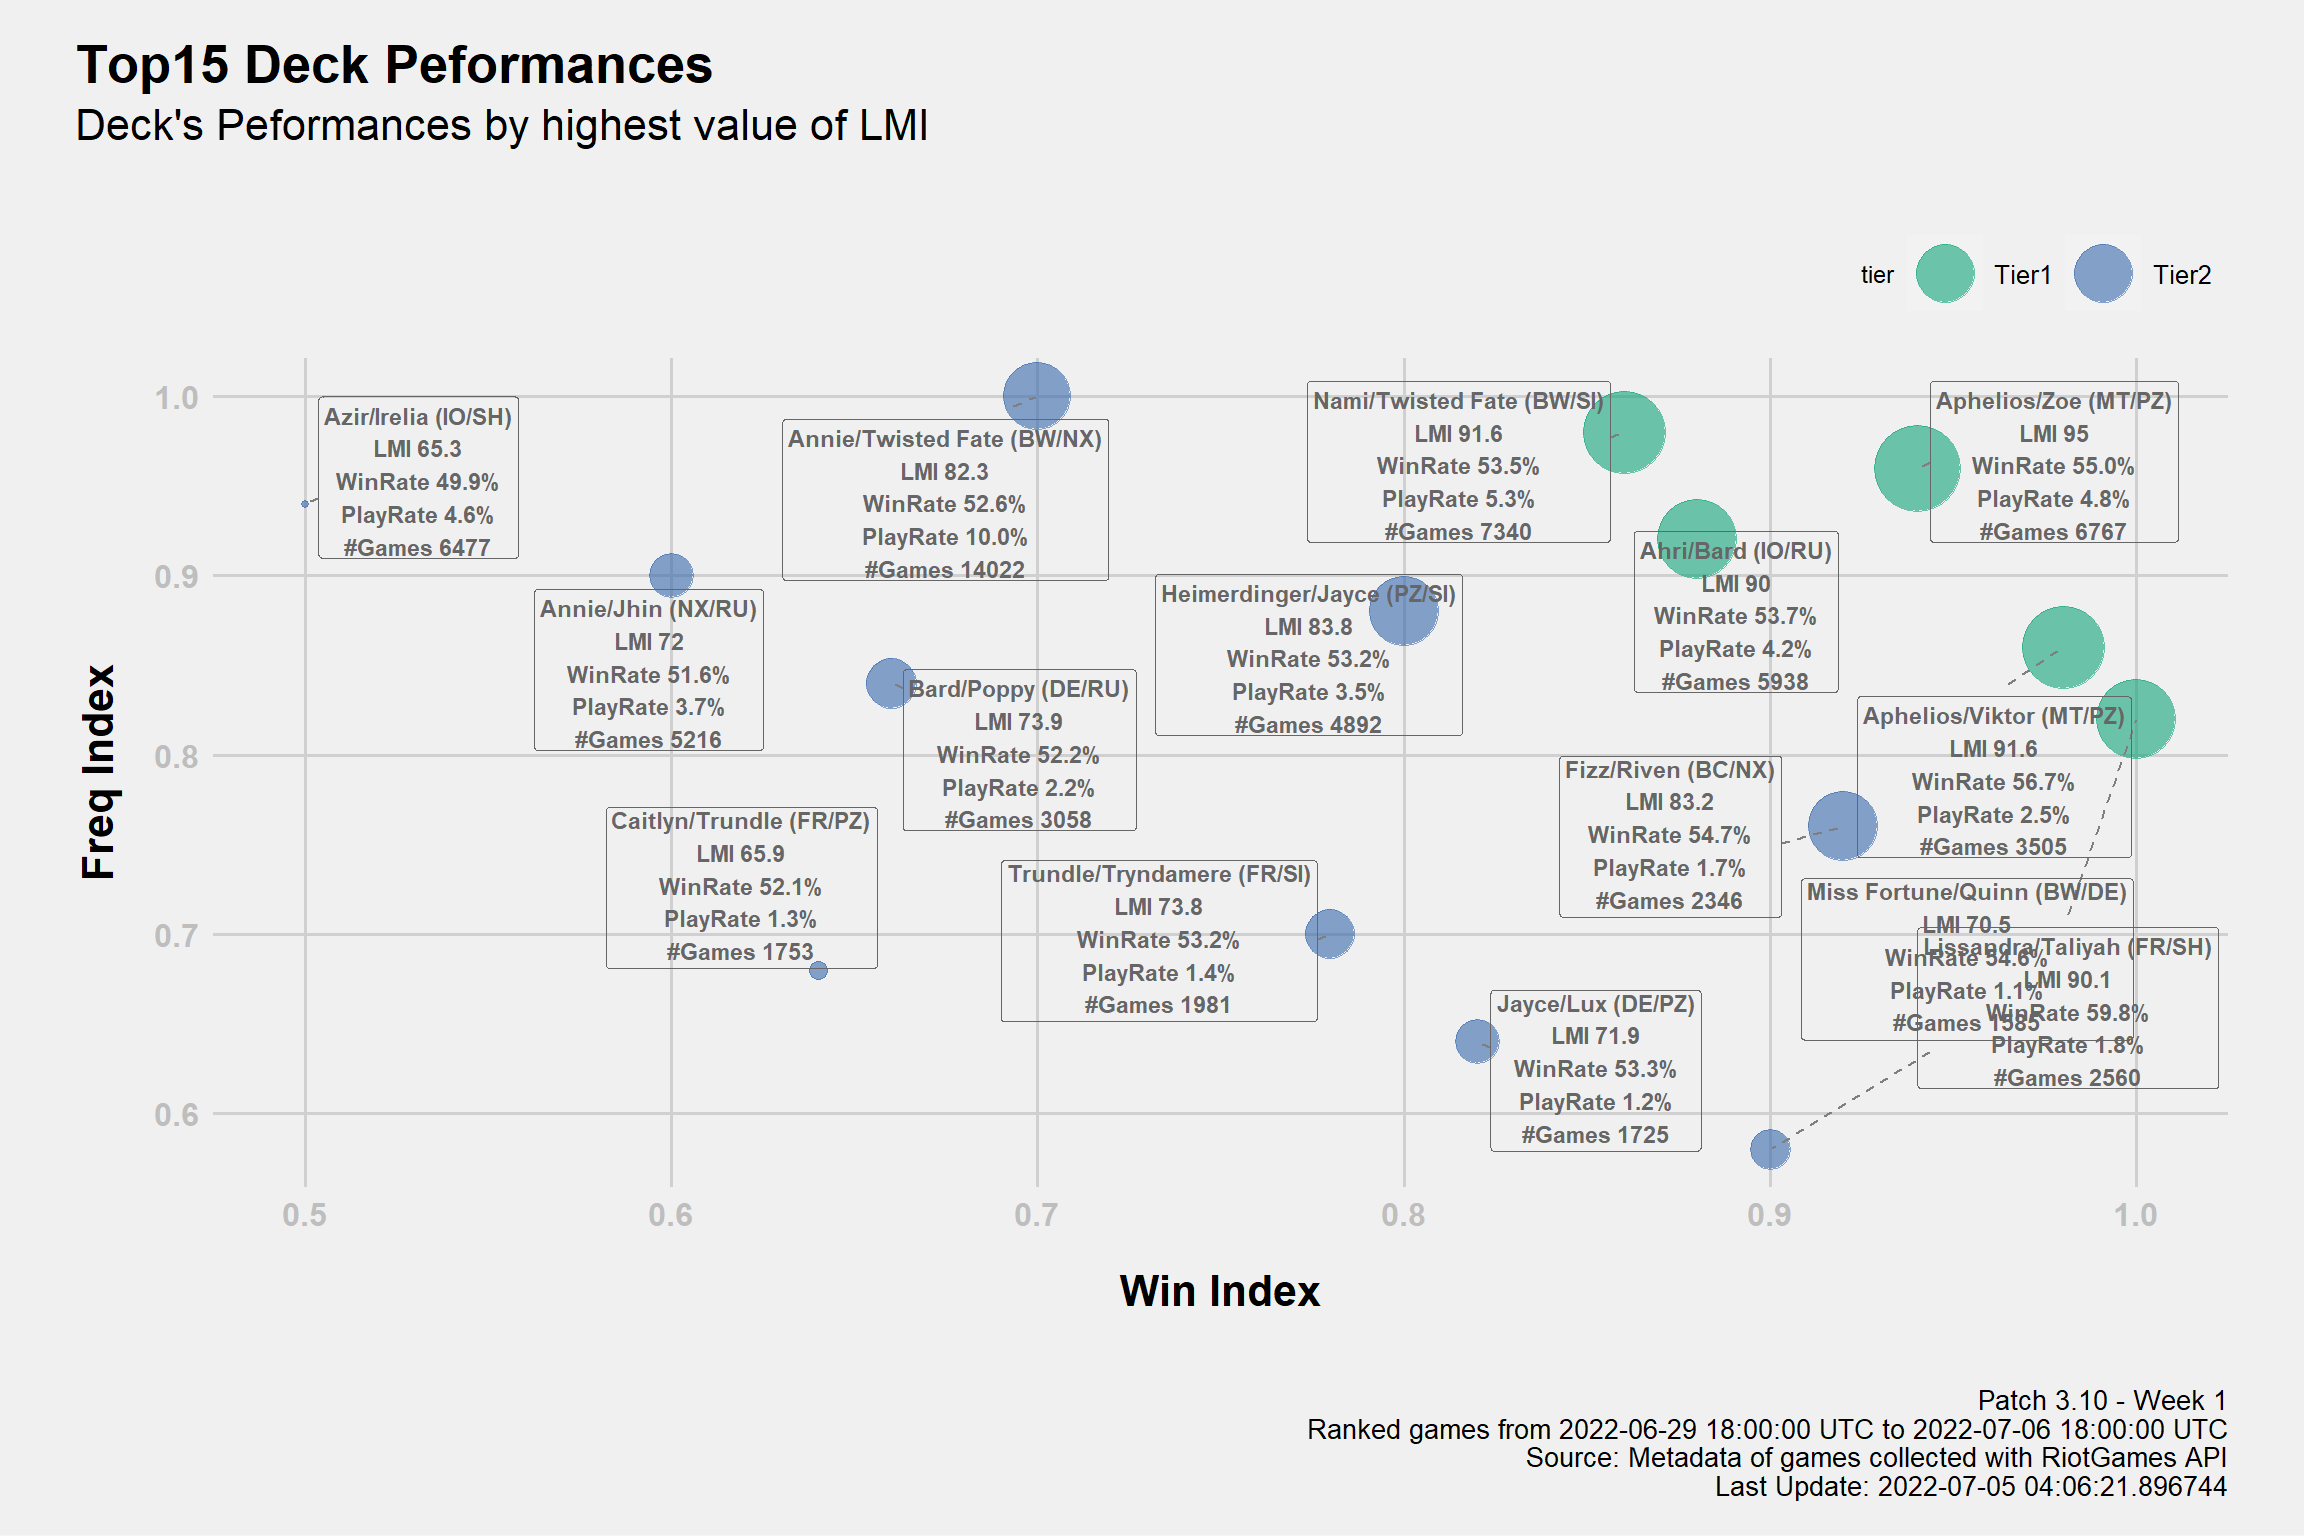 Top15 Deck Peformances
Deck's Peformances by highest value of LMI
tier Tier1 Tier2
Freq Index
1.0
0.9
0.8
0.7
0.6
Azir/Irelia (IO/SH)
LMI 65.3
WinRate 49.9%
PlayRate 4.6%
#Games 6477
Annie/Twisted Fate (BW/NX)
LMI 82.3
WinRate 52.6%
PlayRate 10.0%
#Games 14022
Nami/Twisted Fate (BW/SI)
LMI 91.6
WinRate 53.5%
PlayRate 5.3%
#Games 7340
Aphelios/Zoe (MT/PZ)
LMI 95
WinRate 55.0%
PlayRate 4.8%
#Games 6767
Ahri/Bard (IO/RU)
LMI 90
WinRate 53.7%
PlayRate 4.2%
#Games 5938
Annie/Jhin (NX/RU)
LMI 72
WinRate 51.6%
PlayRate 3.7%
#Games 5216
Heimerdinger/Jayce (PZ/SI)
LMI 83.8
WinRate 53.2%
PlayRate 3.5%
#Games 4892
Bard/Poppy (DE/RU)
LMI 73.9
WinRate 52.2%
PlayRate 2.2%
#Games 3058
Aphelios/Viktor (MT/PZ)
LMI 91.6
WinRate 56.7%
PlayRate 2.5%
#Games 3505
Fizz/Riven (BC/NX)
LMI 83.2
WinRate 54.7%
PlayRate 1.7%
#Games 2346
Caitlyn/Trundle (FR/PZ)
LMI 65.9
WinRate 52.1%
PlayRate 1.3%
#Games 1753
Trundle/Tryndamere (FR/SI)
LMI 73.8
WinRate 53.2%
PlayRate 1.4%
#Games 1981
Miss Fortune/Quinn (BW/DE)
LMI 70.5
WinRate 54.6%
PlayRate 1.1%
#Games 1585
Lissandra/Taliyah (FR/SH)
LMI 90.1
WinRate 59.8%
PlayRate 1.8%
#Games 2560
Jayce/Lux (DE/PZ)
LMI 71.9
WinRate 53.3%
PlayRate 1.2%
#Games 1725
0.5 0.6 0.7 0.8 0.9 1.0
Win Index
Patch 3.10 - Week 1
Ranked games from 2022-06-29 18:00:00 UTC to 2022-07-06 18:00:00 UTC
Source: Metadata of games collected with RiotGames API
Last Update: 2022-07-05 04:06:21.896744